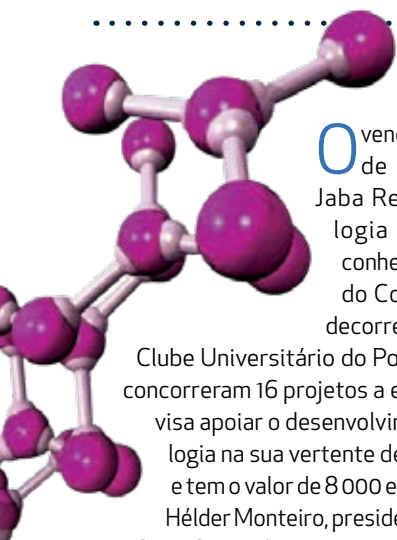 O venc
de
Jaba Re
logia
conhe
do Co
decorre
Clube Universitário do Po
concorreram 16 projetos a e
visa apoiar o desenvolvir
logia na sua vertente de
e tem o valor de 8 000 e
Hélder Monteiro, preside